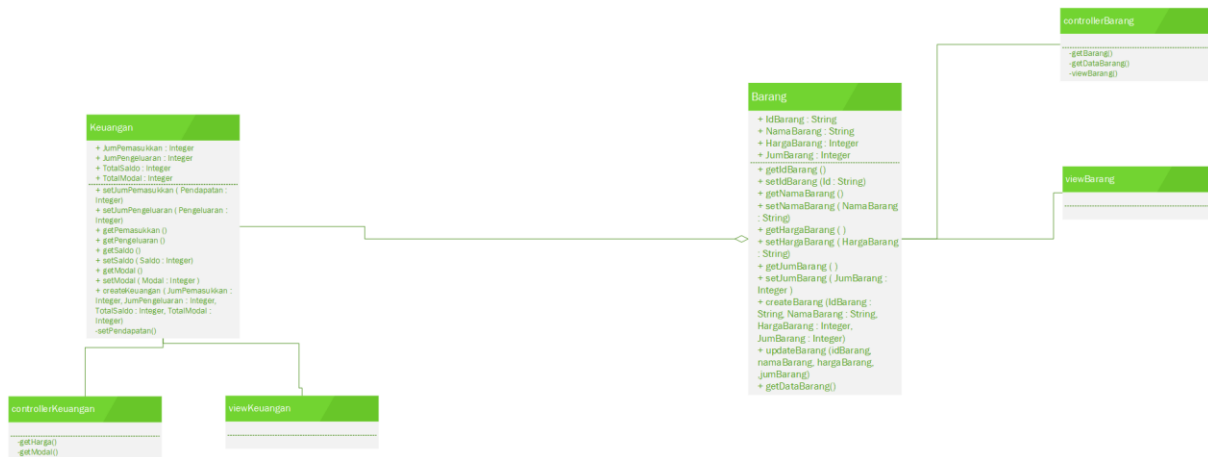 controllerBarang
-getBarang()
-getDataBarang()
-viewBarang()
Barang
+ IdBarang : String
+ NamaBarang : String
+ HargaBarang : Integer
+ JumBarang : Integer
+ getIdBarang ()
+ setIdBarang (Id : String)
+ getNamaBarang ()
+ setNamaBarang ( NamaBarang
: String)
+ getHargaBarang ( )
+ setHargaBarang ( HargaBarang
: String)
+ getJumBarang ( )
+ setJumBarang ( JumBarang :
Integer )
+ createBarang (IdBarang :
String, NamaBarang : String,
HargaBarang : Integer,
JumBarang : Integer)
+ updateBarang (idBarang,
namaBarang, hargaBarang,
,jumBarang)
+ getDataBarang()
viewBarang
Keuangan
+ JumPemasukkan : Integer
+ JumPengeluaran : Integer
+ TotalSaldo : Integer
+ TotalModal : Integer
+ setJumPemasukkan ( Pendapatan :
Integer)
+ setJumPengeluaran ( Pengeluaran :
Integer)
+ getPemasukkan ()
+ getPengeluaran ()
+ getSaldo ()
+ setSaldo ( Saldo : Integer)
+ getModal ()
+ setModal ( Modal : Integer )
+ createKeuangan ( JumPemasukkan :
Integer, JumPengeluaran : Integer,
TotalSaldo : Integer, TotalModal :
Integer)
-setPendapatan()
controllerKeuangan
-getHarga()
-getModal()
viewKeuangan